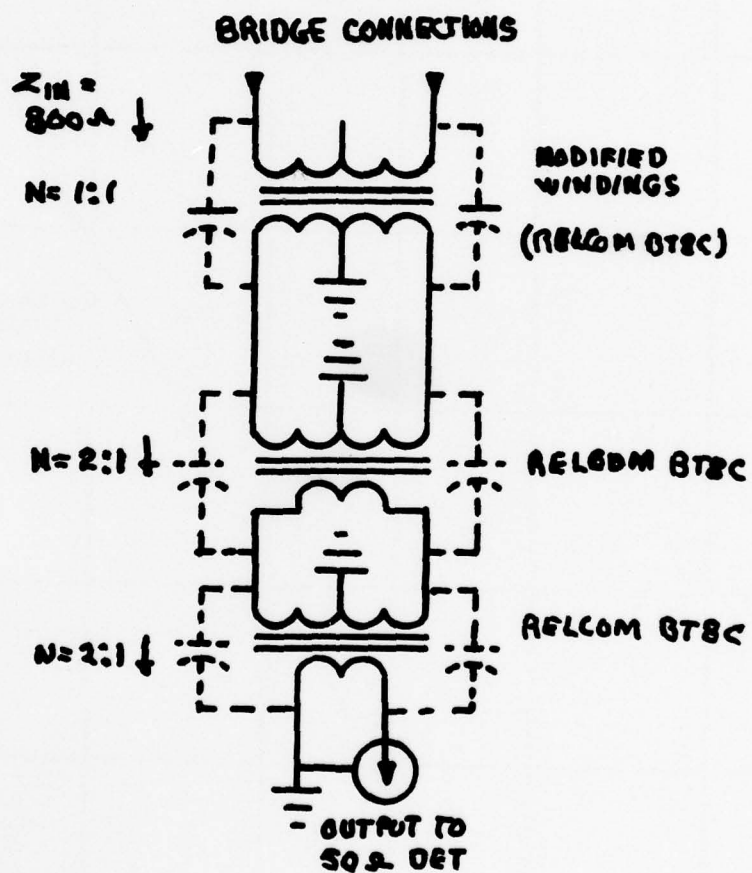 BRIDGE CONNECTIONS
Z IN =
800Ω ↓
N= 1:1
MODIFIED
WINDINGS
(RELCOM BT8C)
N= 2:1 ↓
RELCOM BT8C
N= 2:1 ↓
RELCOM BT8C
OUTPUT TO
50Ω DET